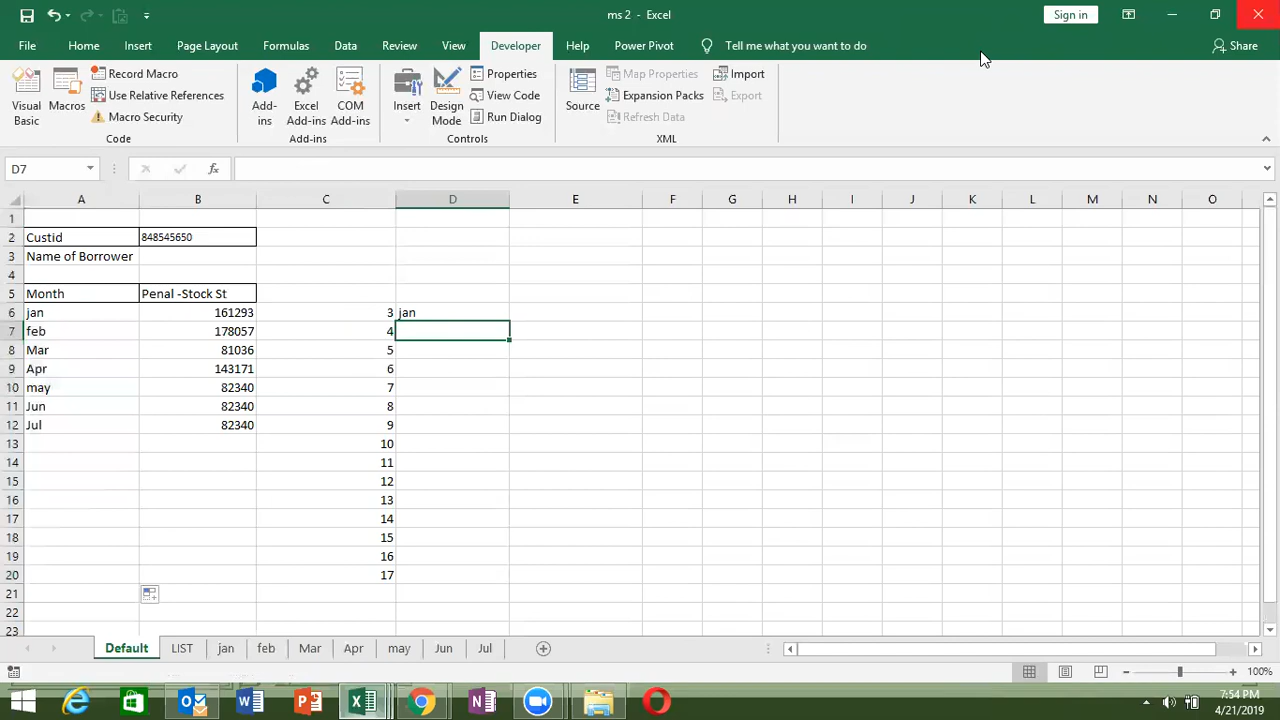 ms 2 - Excel
Sign in
File Home Insert Page Layout Formulas Data Review View Developer Help Power Pivot Tell me what you want to do Share
Visual Basic
Macros
Record Macro
Use Relative References
Macro Security
Code
Add-ins
Excel Add-ins
COM Add-ins
Add-ins
Insert
Design Mode
Properties
View Code
Run Dialog
Controls
Source
Map Properties
Expansion Packs
Refresh Data
Import
Export
XML
D7
fx
A B C D E F G H I J K L M N O
1
2 Custid 848545650
3 Name of Borrower
4
5 Month Penal -Stock St
6 jan 161293 3 jan
7 feb 178057 4
8 Mar 81036 5
9 Apr 143171 6
10 may 82340 7
11 Jun 82340 8
12 Jul 82340 9
13 10
14 11
15 12
16 13
17 14
18 15
19 16
20 17
21
22
23
Default LIST jan feb Mar Apr may Jun Jul
100%
7:54 PM
4/21/2019